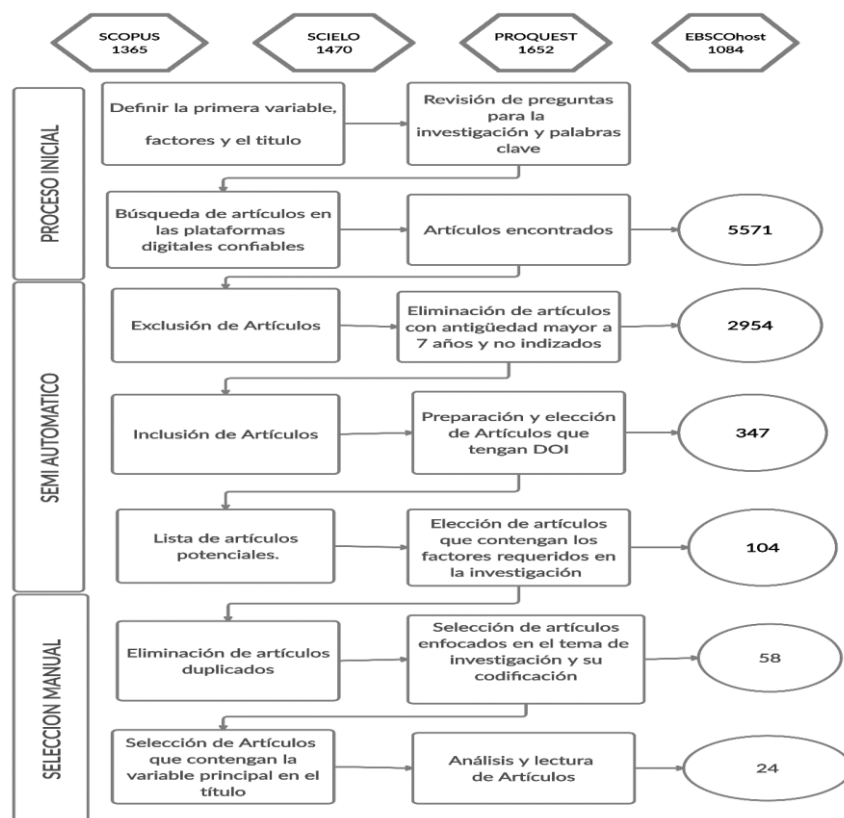 SCOPUS
1365
SCIELO
1470
PROQUEST
1652
EBSCOhost
1084
PROCESO INICIAL
Definir la primera variable,
factores y el titulo
Revisión de preguntas
para la
investigación y palabras
clave
Búsqueda de artículos en
las plataformas
digitales confiables
Artículos encontrados
5571
SEMI AUTOMATICO
Exclusión de Artículos
Eliminación de artículos
con antigüedad mayor a
7 años y no indizados
2954
Inclusión de Artículos
Preparación y elección
de Artículos que
tengan DOI
347
Lista de artículos
potenciales.
Elección de artículos
que contengan los
factores requeridos en
la investigación
104
SELECCION MANUAL
Eliminación de artículos
duplicados
Selección de artículos
enfocados en el tema de
investigación y su
codificación
58
Selección de Artículos
que contengan la
variable principal en el
título
Análisis y lectura
de Artículos
24